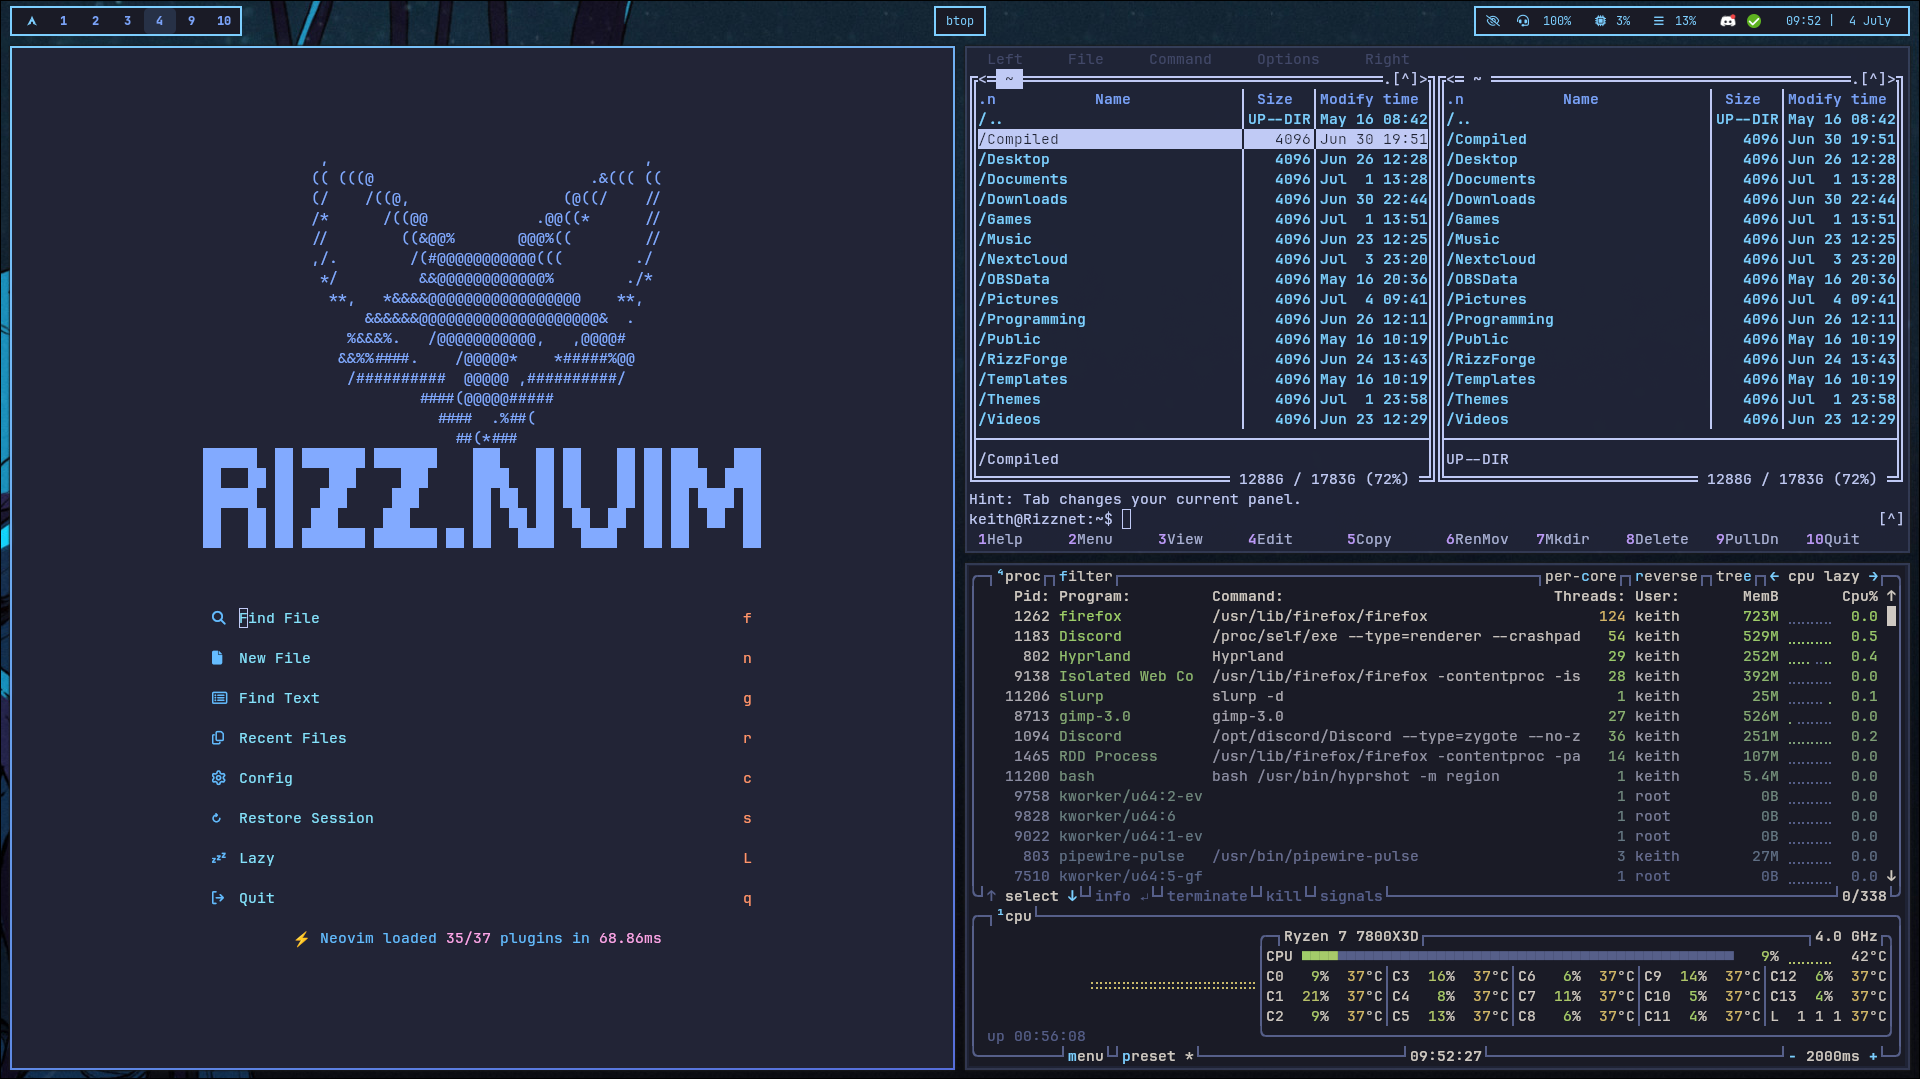 1 2 3 4 9 10
btop
100% 3% 13% 09:52 | 4 July
RIZZ.NVIM
Find File f
New File n
Find Text g
Recent Files r
Config c
Restore Session s
Lazy L
Quit q
⚡ Neovim loaded 35/37 plugins in 68.86ms
Left File Command Options Right
<= ~ .[^]>
.n Name Size Modify time
/.. UP--DIR May 16 08:42
/Compiled 4096 Jun 30 19:51
/Desktop 4096 Jun 26 12:28
/Documents 4096 Jul 1 13:28
/Downloads 4096 Jun 30 22:44
/Games 4096 Jul 1 13:51
/Music 4096 Jun 23 12:25
/Nextcloud 4096 Jul 3 23:20
/OBSData 4096 May 16 20:36
/Pictures 4096 Jul 4 09:41
/Programming 4096 Jun 26 12:11
/Public 4096 May 16 10:19
/RizzForge 4096 Jun 24 13:43
/Templates 4096 May 16 10:19
/Themes 4096 Jul 1 23:58
/Videos 4096 Jun 23 12:29
/Compiled
1288G / 1783G (72%)
<= ~ .[^]>
.n Name Size Modify time
/.. UP--DIR May 16 08:42
/Compiled 4096 Jun 30 19:51
/Desktop 4096 Jun 26 12:28
/Documents 4096 Jul 1 13:28
/Downloads 4096 Jun 30 22:44
/Games 4096 Jul 1 13:51
/Music 4096 Jun 23 12:25
/Nextcloud 4096 Jul 3 23:20
/OBSData 4096 May 16 20:36
/Pictures 4096 Jul 4 09:41
/Programming 4096 Jun 26 12:11
/Public 4096 May 16 10:19
/RizzForge 4096 Jun 24 13:43
/Templates 4096 May 16 10:19
/Themes 4096 Jul 1 23:58
/Videos 4096 Jun 23 12:29
UP--DIR
1288G / 1783G (72%)
Hint: Tab changes your current panel.
keith@Rizznet:~$ [^]
1Help 2Menu 3View 4Edit 5Copy 6RenMov 7Mkdir 8Delete 9PullDn 10Quit
⁴proc filter per-core reverse tree ← cpu lazy →
Pid: Program: Command: Threads: User: MemB Cpu% ↑
1262 firefox /usr/lib/firefox/firefox 124 keith 723M 0.0
1183 Discord /proc/self/exe --type=renderer --crashpad 54 keith 529M 0.5
802 Hyprland Hyprland 29 keith 252M 0.4
9138 Isolated Web Co /usr/lib/firefox/firefox -contentproc -is 28 keith 392M 0.0
11206 slurp slurp -d 1 keith 25M 0.1
8713 gimp-3.0 gimp-3.0 27 keith 526M 0.0
1094 Discord /opt/discord/Discord --type=zygote --no-z 36 keith 251M 0.2
1465 RDD Process /usr/lib/firefox/firefox -contentproc -pa 14 keith 107M 0.0
11200 bash bash /usr/bin/hyprshot -m region 1 keith 5.4M 0.0
9758 kworker/u64:2-ev 1 root 0B 0.0
9828 kworker/u64:6 1 root 0B 0.0
9022 kworker/u64:1-ev 1 root 0B 0.0
803 pipewire-pulse /usr/bin/pipewire-pulse 3 keith 27M 0.0
7510 kworker/u64:5-gf 1 root 0B 0.0 ↓
↑ select ↓ info ↵ terminate kill signals 0/338
¹cpu
Ryzen 7 7800X3D 4.0 GHz
CPU 9% 42°C
C0 9% 37°C C3 16% 37°C C6 6% 37°C C9 14% 37°C C12 6% 37°C
C1 21% 37°C C4 8% 37°C C7 11% 37°C C10 5% 37°C C13 4% 37°C
C2 9% 37°C C5 13% 37°C C8 6% 37°C C11 4% 37°C L 1 1 1 37°C
up 00:56:08
menu preset * 09:52:27 - 2000ms +